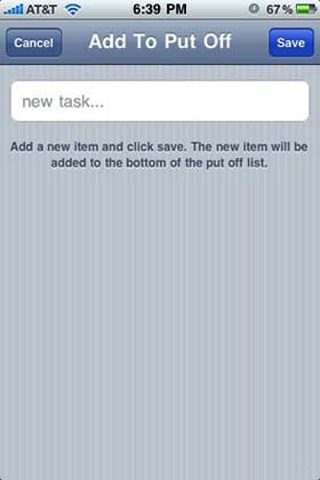 AT&T 6:39 PM 67%
Cancel Add To Put Off Save
new task...
Add a new item and click save. The new item will be
added to the bottom of the put off list.